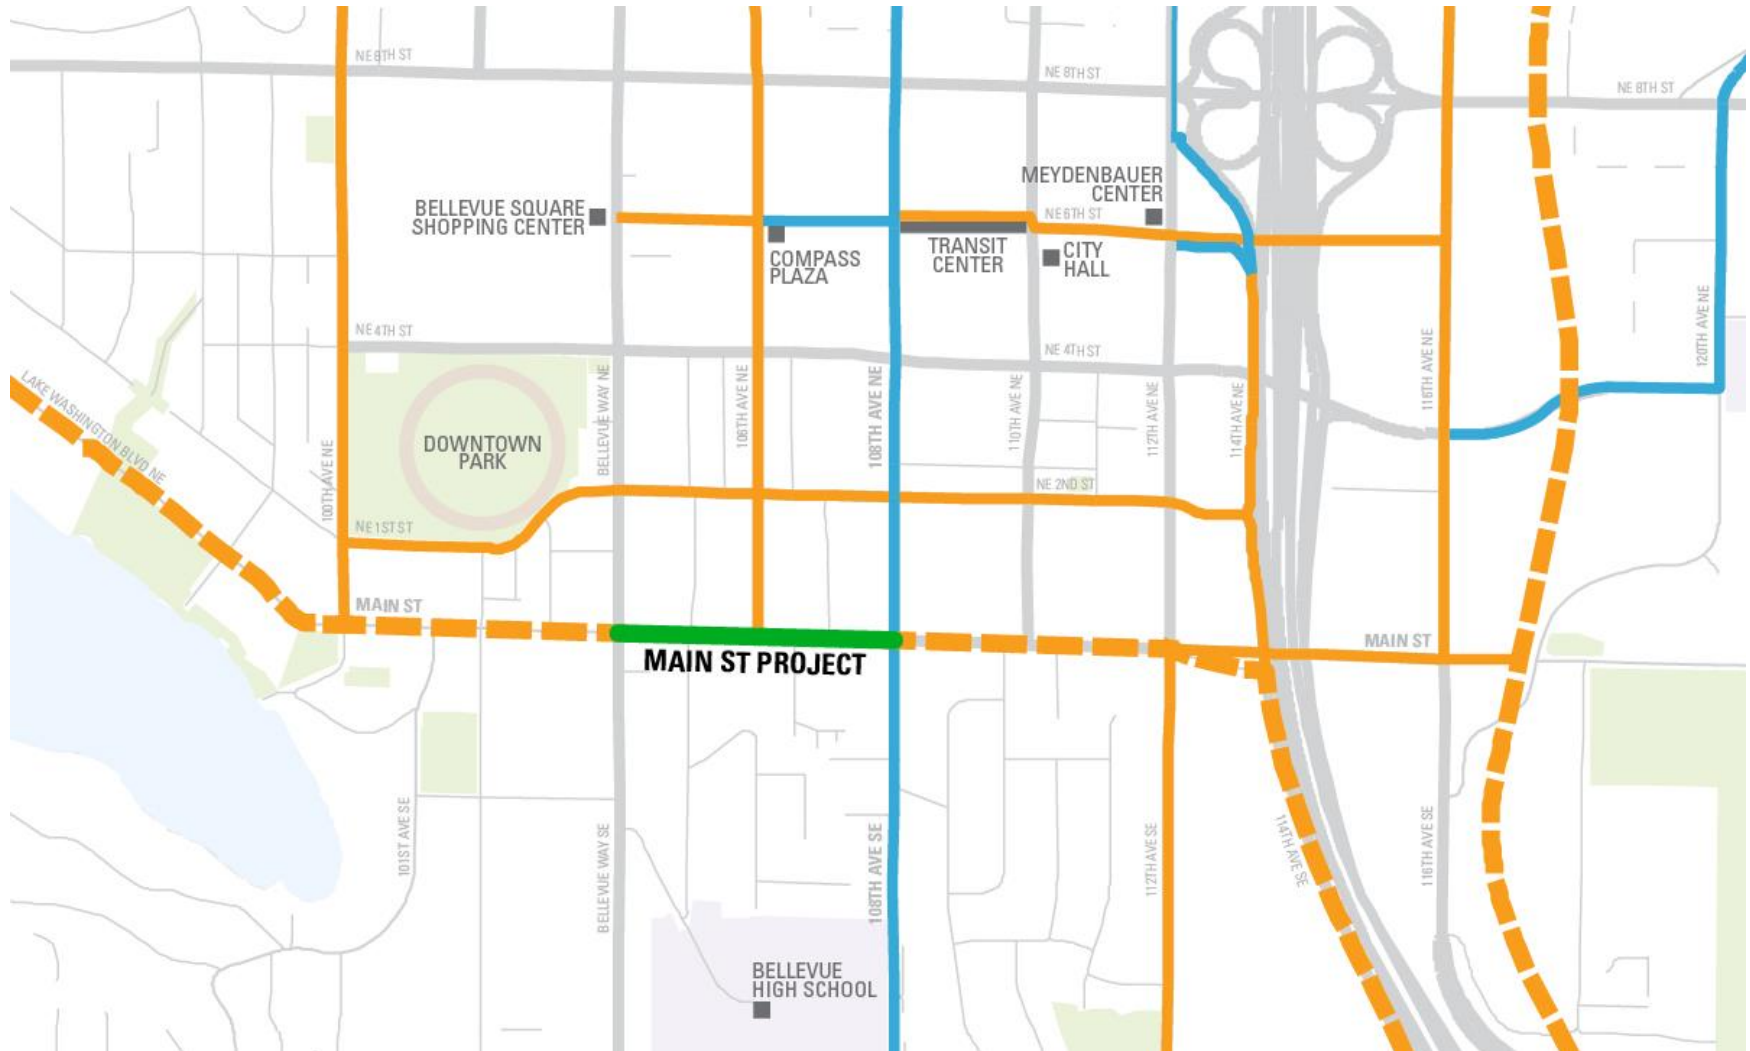 NE 8TH ST
NE 8TH ST
NE 8TH ST
MEYDENBAUER
CENTER
BELLEVUE SQUARE
SHOPPING CENTER
NE 6TH ST
COMPASS
PLAZA
TRANSIT
CENTER
CITY
HALL
NE 4TH ST
NE 4TH ST
120TH AVE NE
LAKE WASHINGTON BLVD NE
100TH AVE NE
DOWNTOWN
PARK
BELLEVUE WAY NE
106TH AVE NE
108TH AVE NE
110TH AVE NE
112TH AVE NE
114TH AVE NE
116TH AVE NE
NE 2ND ST
NE 1ST ST
MAIN ST
MAIN ST
MAIN ST PROJECT
101ST AVE SE
BELLEVUE WAY SE
108TH AVE SE
112TH AVE SE
114TH AVE SE
116TH AVE SE
BELLEVUE
HIGH SCHOOL